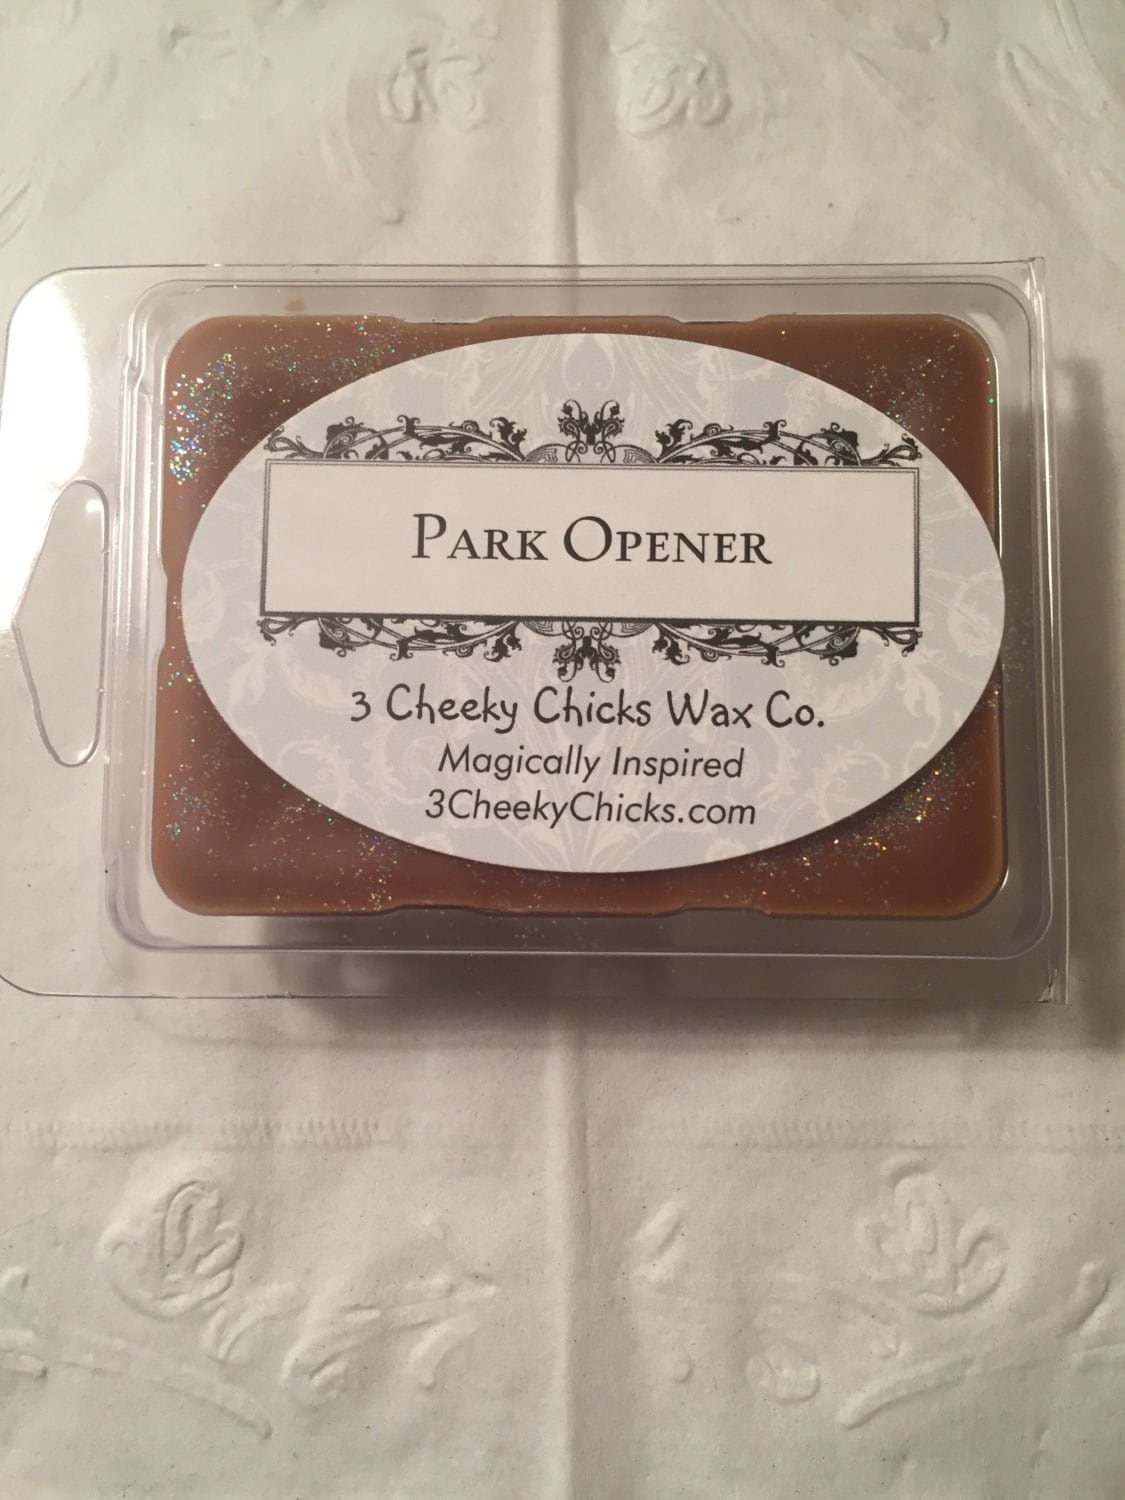 Park Opener
3 Cheeky Chicks Wax Co.
Magically Inspired
3CheekyChicks.com